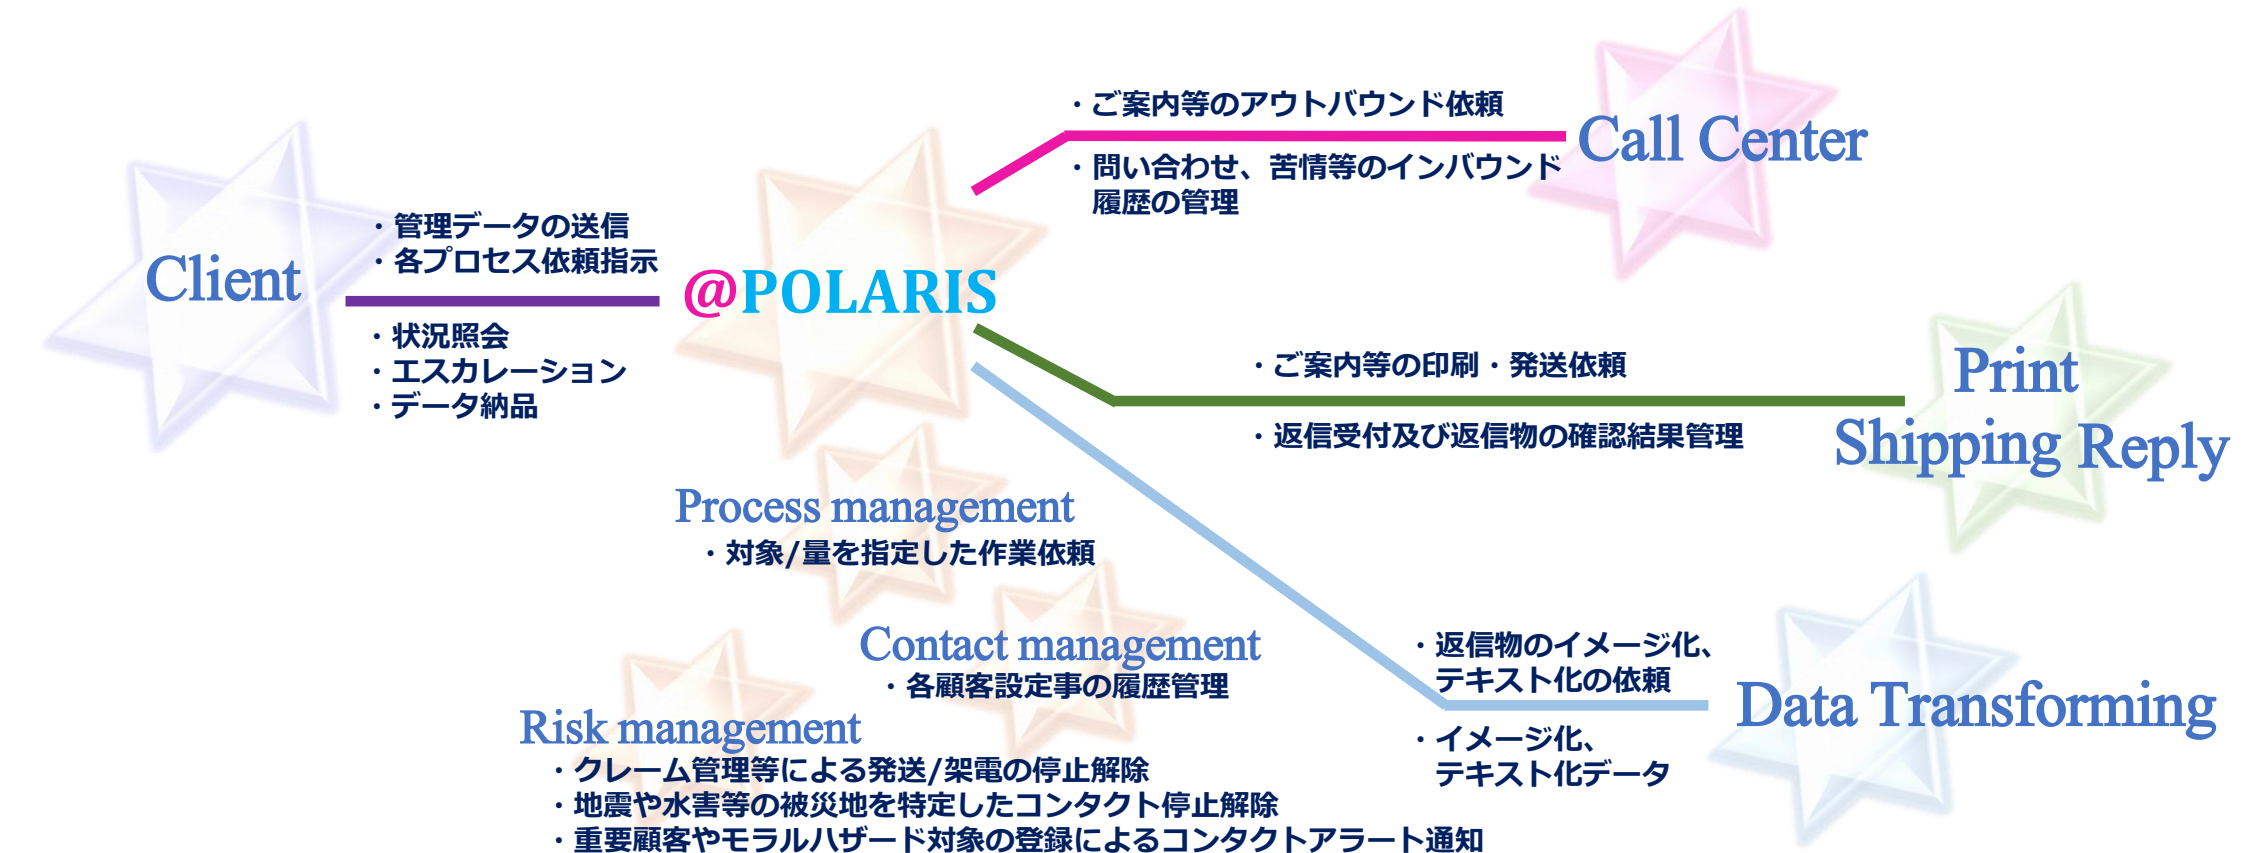 Client
・管理データの送信
・各プロセス依頼指示
・状況照会
・エスカレーション
・データ納品
@POLARIS
・ご案内等のアウトバウンド依頼
・問い合わせ、苦情等のインバウンド
履歴の管理
Call Center
・ご案内等の印刷・発送依頼
・返信受付及び返信物の確認結果管理
Print
Shipping Reply
Process management
・対象/量を指定した作業依頼
Contact management
・各顧客設定事の履歴管理
・返信物のイメージ化、
テキスト化の依頼
・イメージ化、
テキスト化データ
Data Transforming
Risk management
・クレーム管理等による発送/架電の停止解除
・地震や水害等の被災地を特定したコンタクト停止解除
・重要顧客やモラルハザード対象の登録によるコンタクトアラート通知